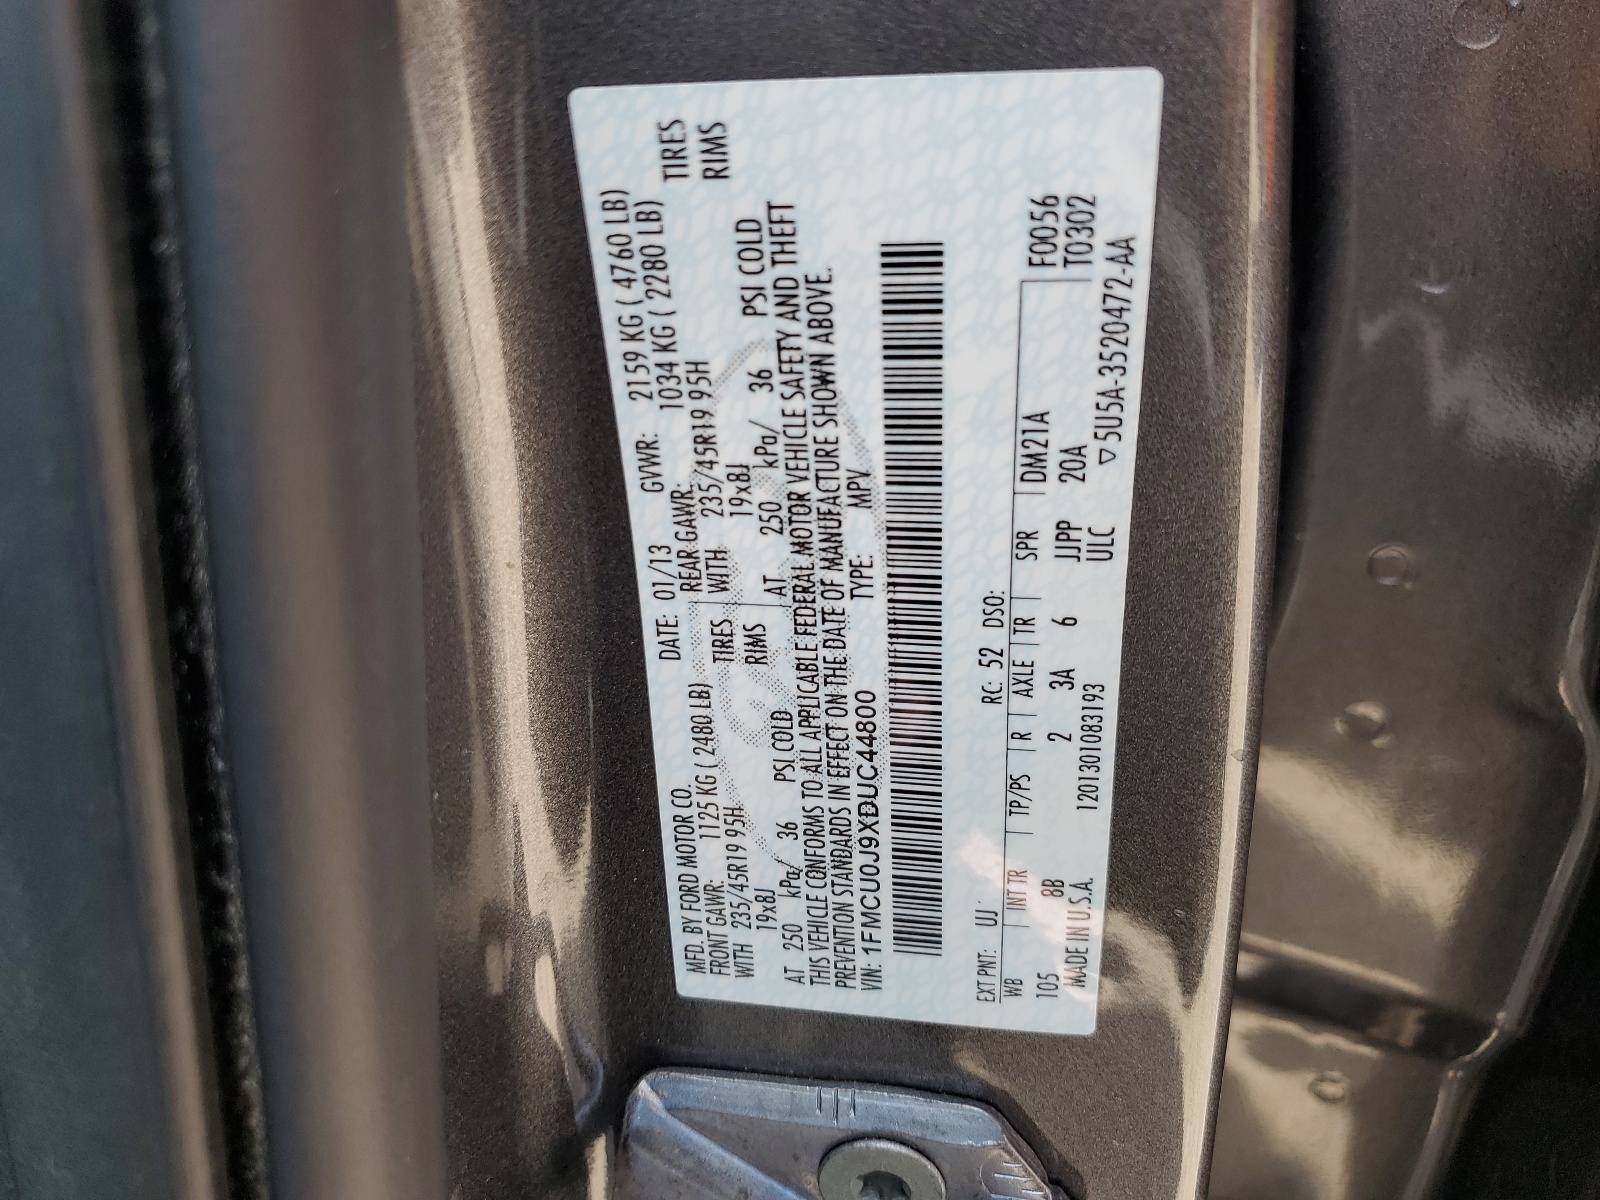 MFD. BY FORD MOTOR CO.
DATE: 01/13 GVWR: 2159 KG ( 4760 LB)
FRONT GAWR: 1125 KG ( 2480 LB) REAR GAWR: 1034 KG ( 2280 LB)
WITH 235/45R19 95H TIRES WITH 235/45R19 95H TIRES
19x8J RIMS 19x8J RIMS
AT 250 kPa/ 36 PSI COLD AT 250 kPa/ 36 PSI COLD
THIS VEHICLE CONFORMS TO ALL APPLICABLE FEDERAL MOTOR VEHICLE SAFETY AND THEFT
PREVENTION STANDARDS IN EFFECT ON THE DATE OF MANUFACTURE SHOWN ABOVE.
VIN: 1FMCU0J9XDUC44800 TYPE: MPV
EXT PNT: UJ RC: 52 DSO:
WB INT TR TP/PS R AXLE TR SPR DM21A F0056
105 8B 2 3A 6 JJPP 20A T0302
MADE IN U.S.A. 1201301083193 ULC ▽5U5A-3520472-AA